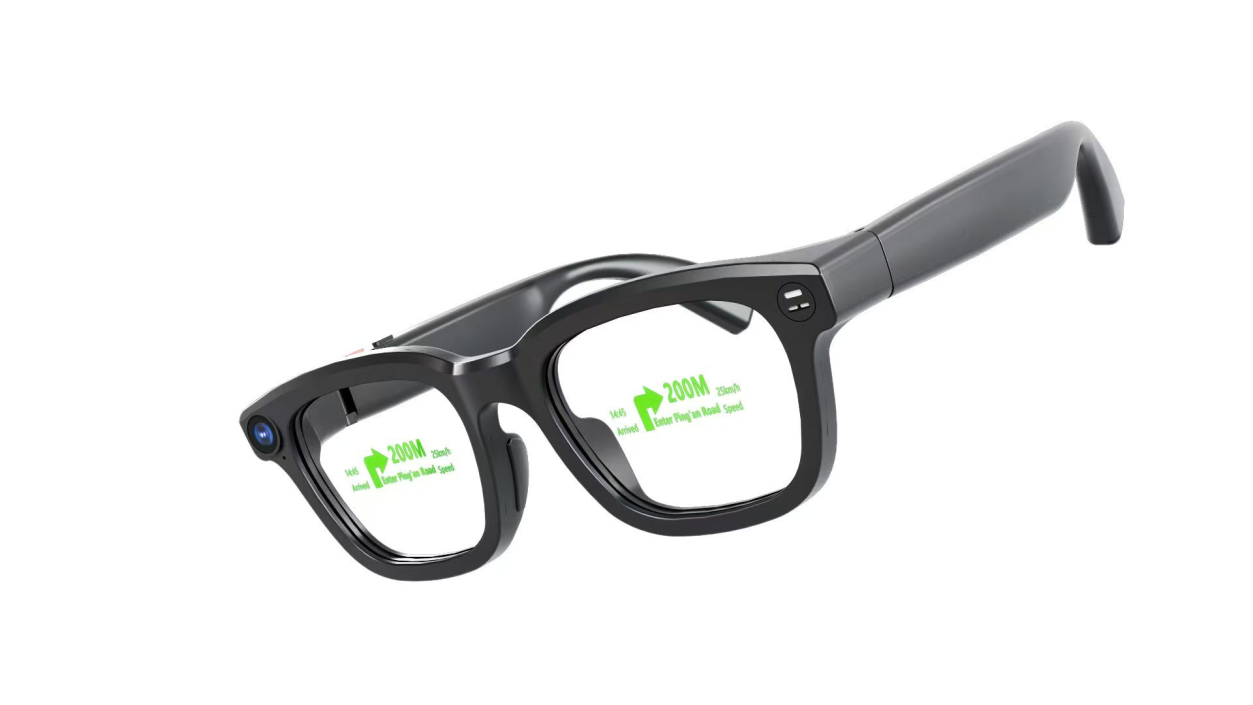 200M 25km/h
14:45 Enter Ping'an Road Speed
Arrived
200M 25km/h
14:45 Enter Ping'an Road Speed
Arrived